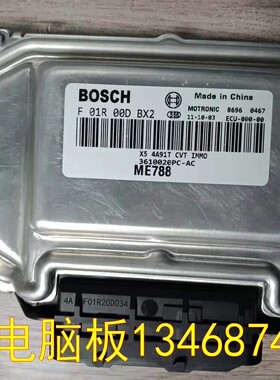 BOSCH
Made in China
F 01R 00D BX2
MOTRONIC 8696 0467
11-10-03 ECU-000-00
X5 4A91T CVT IMMO
3610020PC-AC
ME788
4A F01R20D034
电脑板1346874